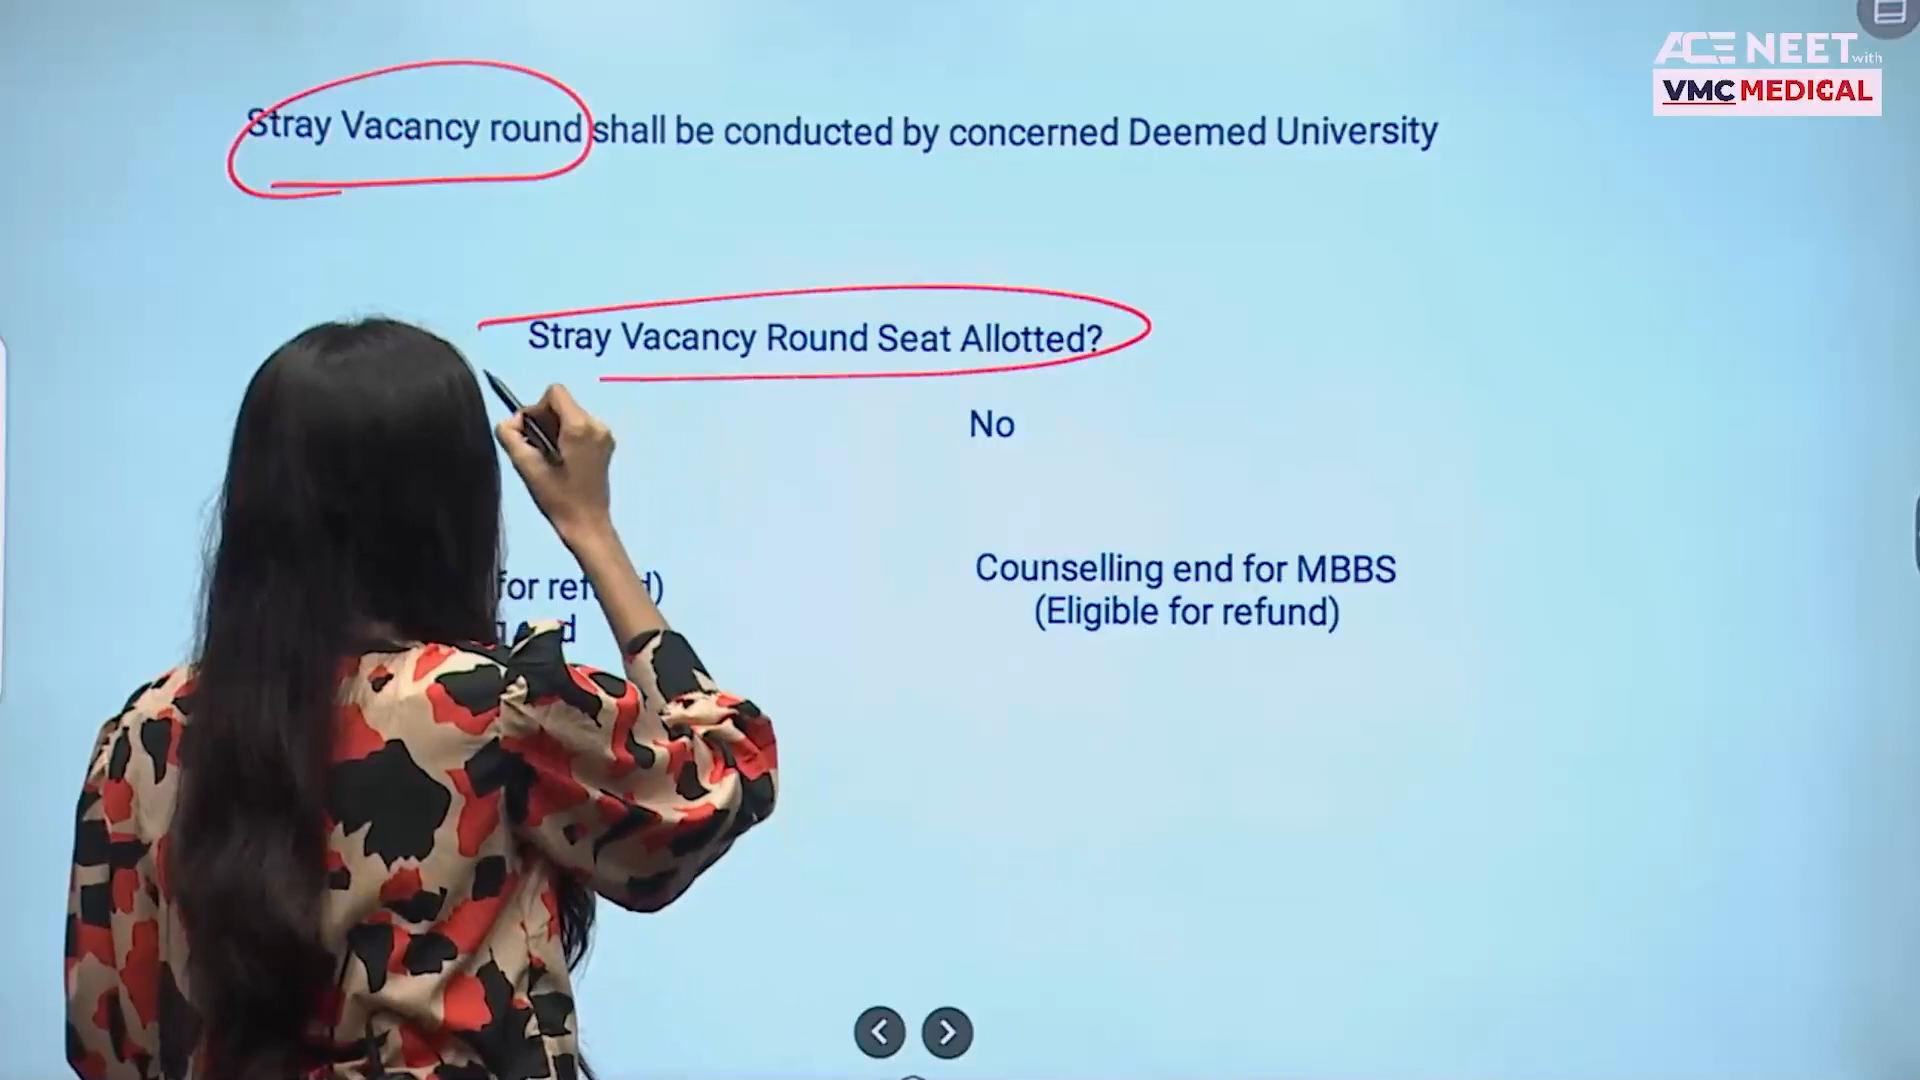 ACE NEET with
VMC MEDICAL
Stray Vacancy round shall be conducted by concerned Deemed University
Stray Vacancy Round Seat Allotted?
No
for
Counselling end for MBBS
(Eligible for refund)